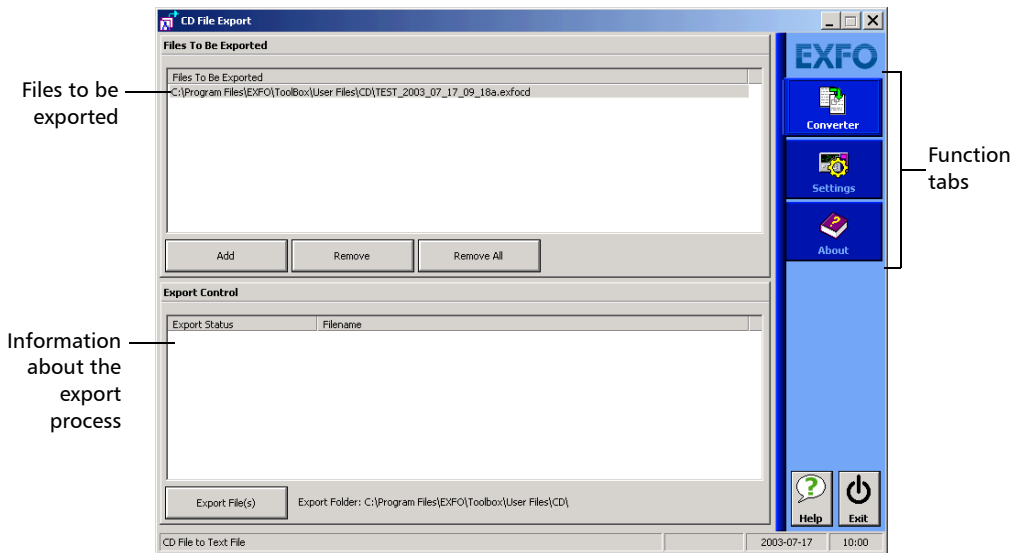 CD File Export
Files To Be Exported
EXFO
Files To Be Exported
C:\Program Files\EXFO\ToolBox\User Files\CD\TEST_2003_07_17_09_18a.exfocd
Files to be
exported
Converter
Function
tabs
Settings
Add
Remove
Remove All
About
Export Control
Export Status
Filename
Information
about the
export
process
Export File(s)
Export Folder: C:\Program Files\EXFO\Toolbox\User Files\CD\
Help
Exit
CD File to Text File
2003-07-17
10:00